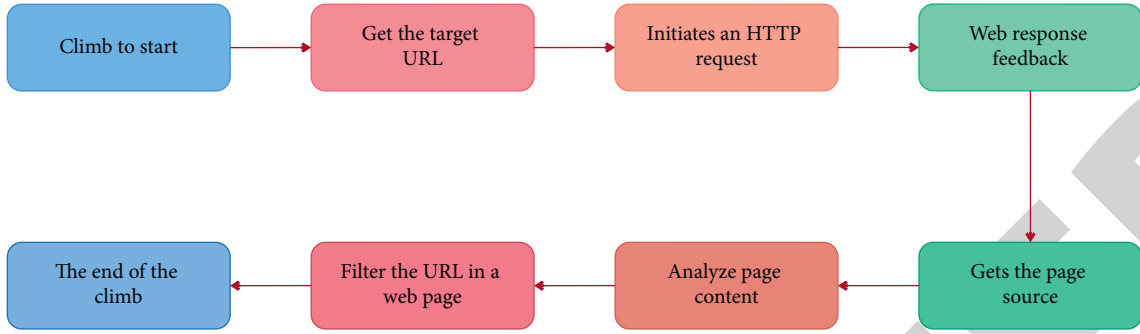 Climb to start
Get the target
URL
Initiates an HTTP
request
Web response
feedback
The end of the
climb
Filter the URL in a
web page
Analyze page
content
Gets the page
source